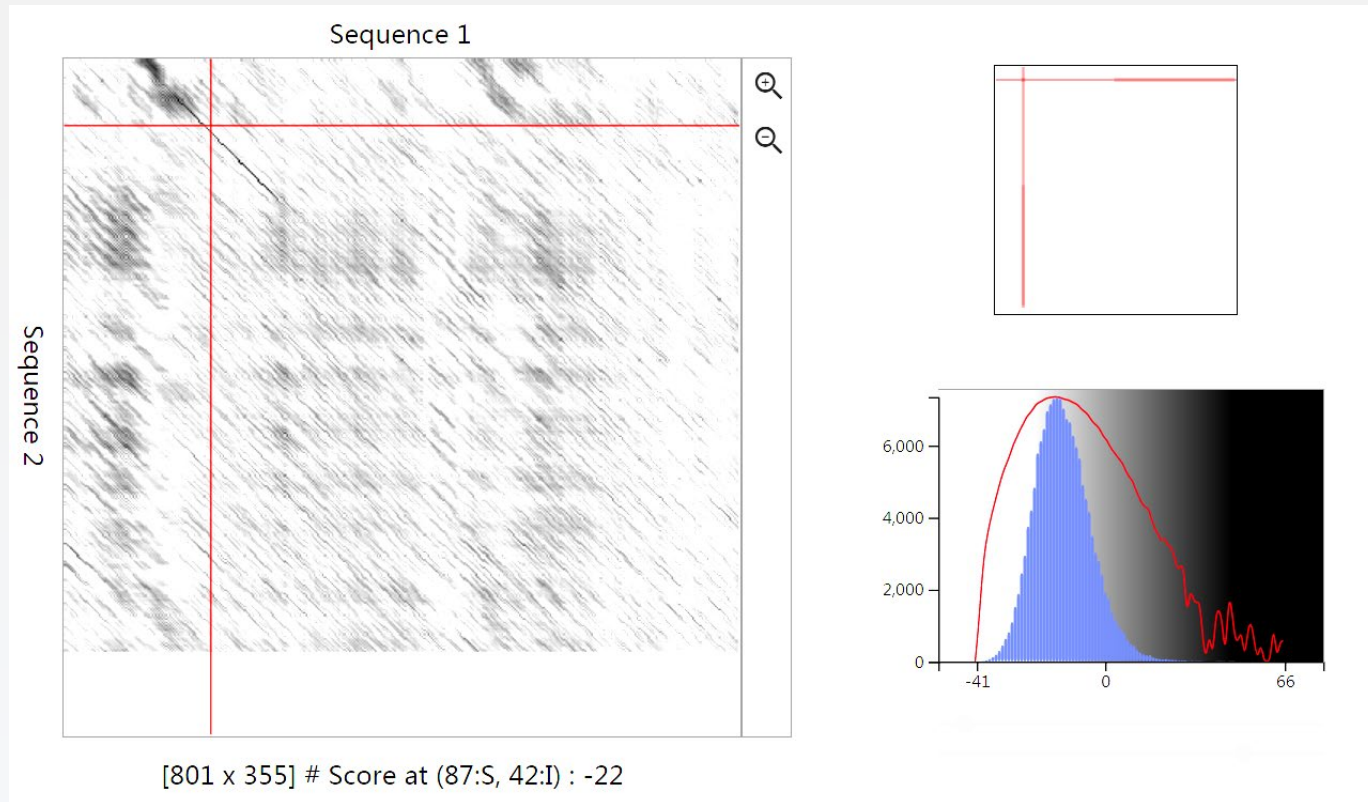 Sequence 1
Sequence 2
6,000
4,000
2,000
0
-41 0 66
[801 x 355] # Score at (87:S, 42:I) : -22